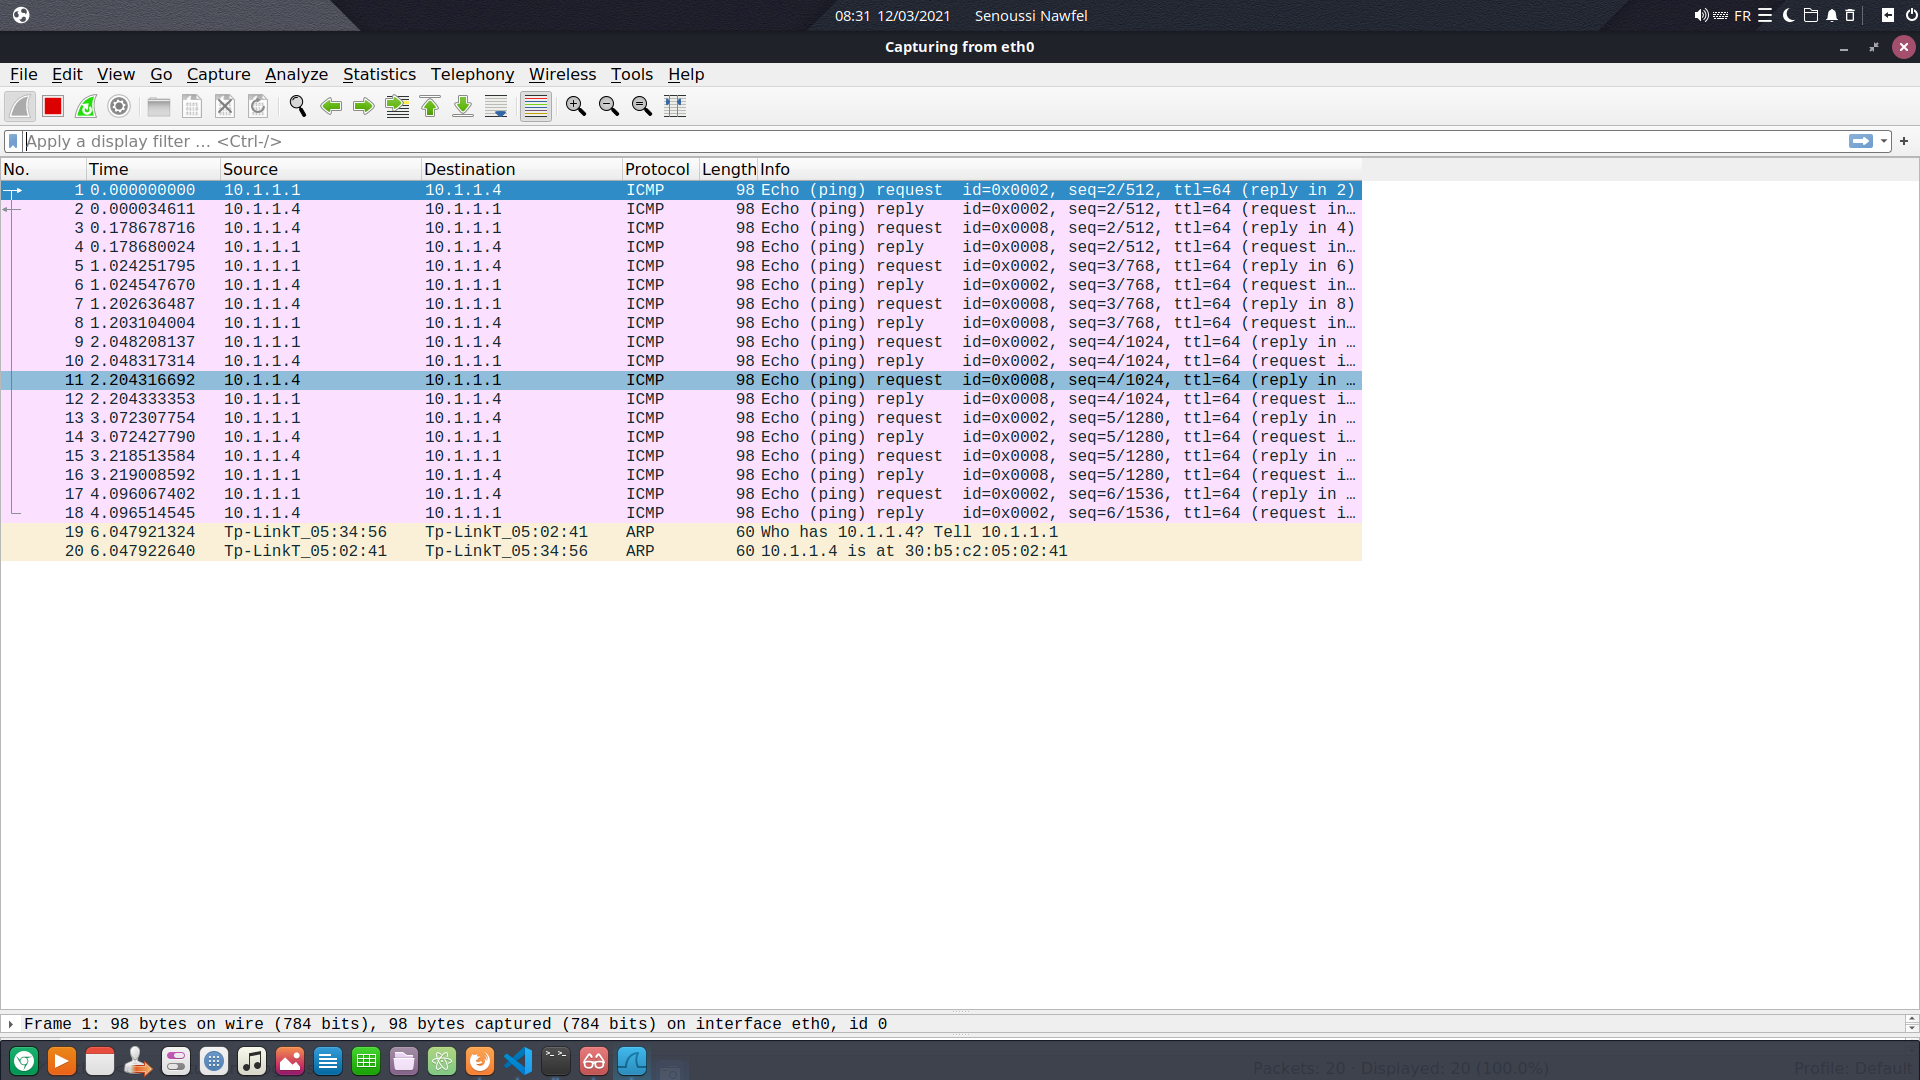 08:31 12/03/2021 Senoussi Nawfel FR
Capturing from eth0
File Edit View Go Capture Analyze Statistics Telephony Wireless Tools Help
Apply a display filter … <Ctrl-/>
No. Time Source Destination Protocol Length Info
1 0.000000000 10.1.1.1 10.1.1.4 ICMP 98 Echo (ping) request id=0x0002, seq=2/512, ttl=64 (reply in 2)
2 0.000034611 10.1.1.4 10.1.1.1 ICMP 98 Echo (ping) reply id=0x0002, seq=2/512, ttl=64 (request in…
3 0.178678716 10.1.1.4 10.1.1.1 ICMP 98 Echo (ping) request id=0x0008, seq=2/512, ttl=64 (reply in 4)
4 0.178680024 10.1.1.1 10.1.1.4 ICMP 98 Echo (ping) reply id=0x0008, seq=2/512, ttl=64 (request in…
5 1.024251795 10.1.1.1 10.1.1.4 ICMP 98 Echo (ping) request id=0x0002, seq=3/768, ttl=64 (reply in 6)
6 1.024547670 10.1.1.4 10.1.1.1 ICMP 98 Echo (ping) reply id=0x0002, seq=3/768, ttl=64 (request in…
7 1.202636487 10.1.1.4 10.1.1.1 ICMP 98 Echo (ping) request id=0x0008, seq=3/768, ttl=64 (reply in 8)
8 1.203104004 10.1.1.1 10.1.1.4 ICMP 98 Echo (ping) reply id=0x0008, seq=3/768, ttl=64 (request in…
9 2.048208137 10.1.1.1 10.1.1.4 ICMP 98 Echo (ping) request id=0x0002, seq=4/1024, ttl=64 (reply in …
10 2.048317314 10.1.1.4 10.1.1.1 ICMP 98 Echo (ping) reply id=0x0002, seq=4/1024, ttl=64 (request i…
11 2.204316692 10.1.1.4 10.1.1.1 ICMP 98 Echo (ping) request id=0x0008, seq=4/1024, ttl=64 (reply in …
12 2.204333353 10.1.1.1 10.1.1.4 ICMP 98 Echo (ping) reply id=0x0008, seq=4/1024, ttl=64 (request i…
13 3.072307754 10.1.1.1 10.1.1.4 ICMP 98 Echo (ping) request id=0x0002, seq=5/1280, ttl=64 (reply in …
14 3.072427790 10.1.1.4 10.1.1.1 ICMP 98 Echo (ping) reply id=0x0002, seq=5/1280, ttl=64 (request i…
15 3.218513584 10.1.1.4 10.1.1.1 ICMP 98 Echo (ping) request id=0x0008, seq=5/1280, ttl=64 (reply in …
16 3.219008592 10.1.1.1 10.1.1.4 ICMP 98 Echo (ping) reply id=0x0008, seq=5/1280, ttl=64 (request i…
17 4.096067402 10.1.1.1 10.1.1.4 ICMP 98 Echo (ping) request id=0x0002, seq=6/1536, ttl=64 (reply in …
18 4.096514545 10.1.1.4 10.1.1.1 ICMP 98 Echo (ping) reply id=0x0002, seq=6/1536, ttl=64 (request i…
19 6.047921324 Tp-LinkT_05:34:56 Tp-LinkT_05:02:41 ARP 60 Who has 10.1.1.4? Tell 10.1.1.1
20 6.047922640 Tp-LinkT_05:02:41 Tp-LinkT_05:34:56 ARP 60 10.1.1.4 is at 30:b5:c2:05:02:41
Frame 1: 98 bytes on wire (784 bits), 98 bytes captured (784 bits) on interface eth0, id 0
Packets: 20 · Displayed: 20 (100.0%) Profile: Default